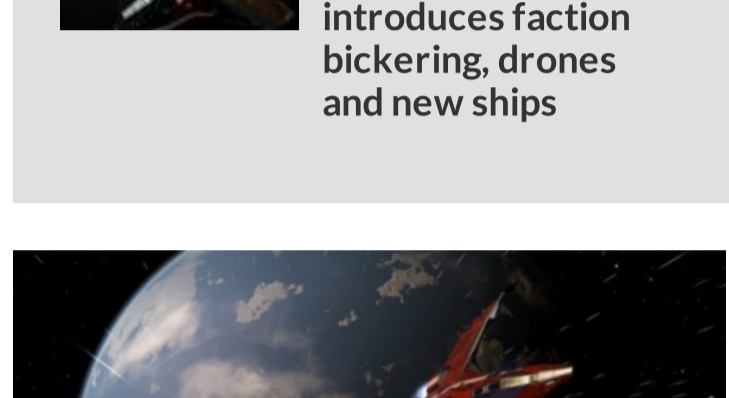 introduces faction
bickering, drones
and new ships